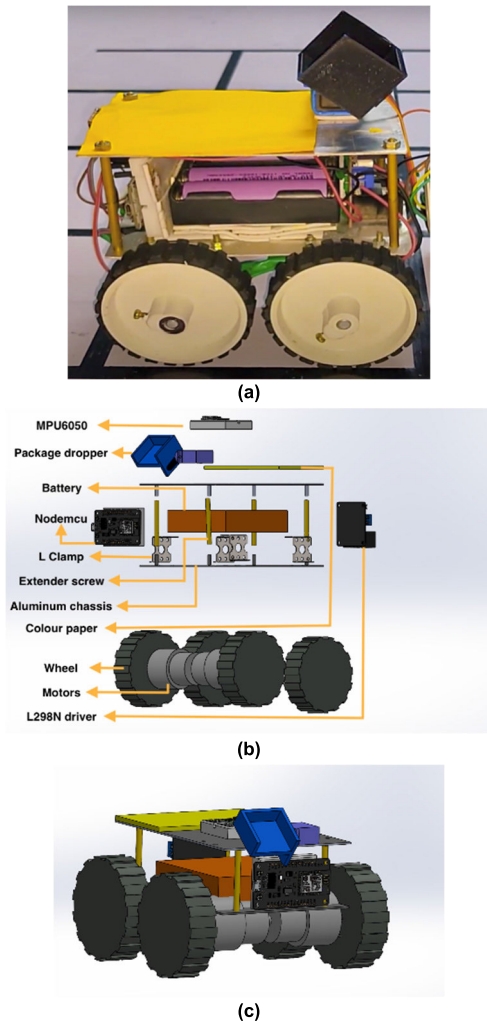 (a)
MPU6050
Package dropper
Battery
Nodemcu
L Clamp
Extender screw
Aluminum chassis
Colour paper
Wheel
Motors
L298N driver
(b)
(c)